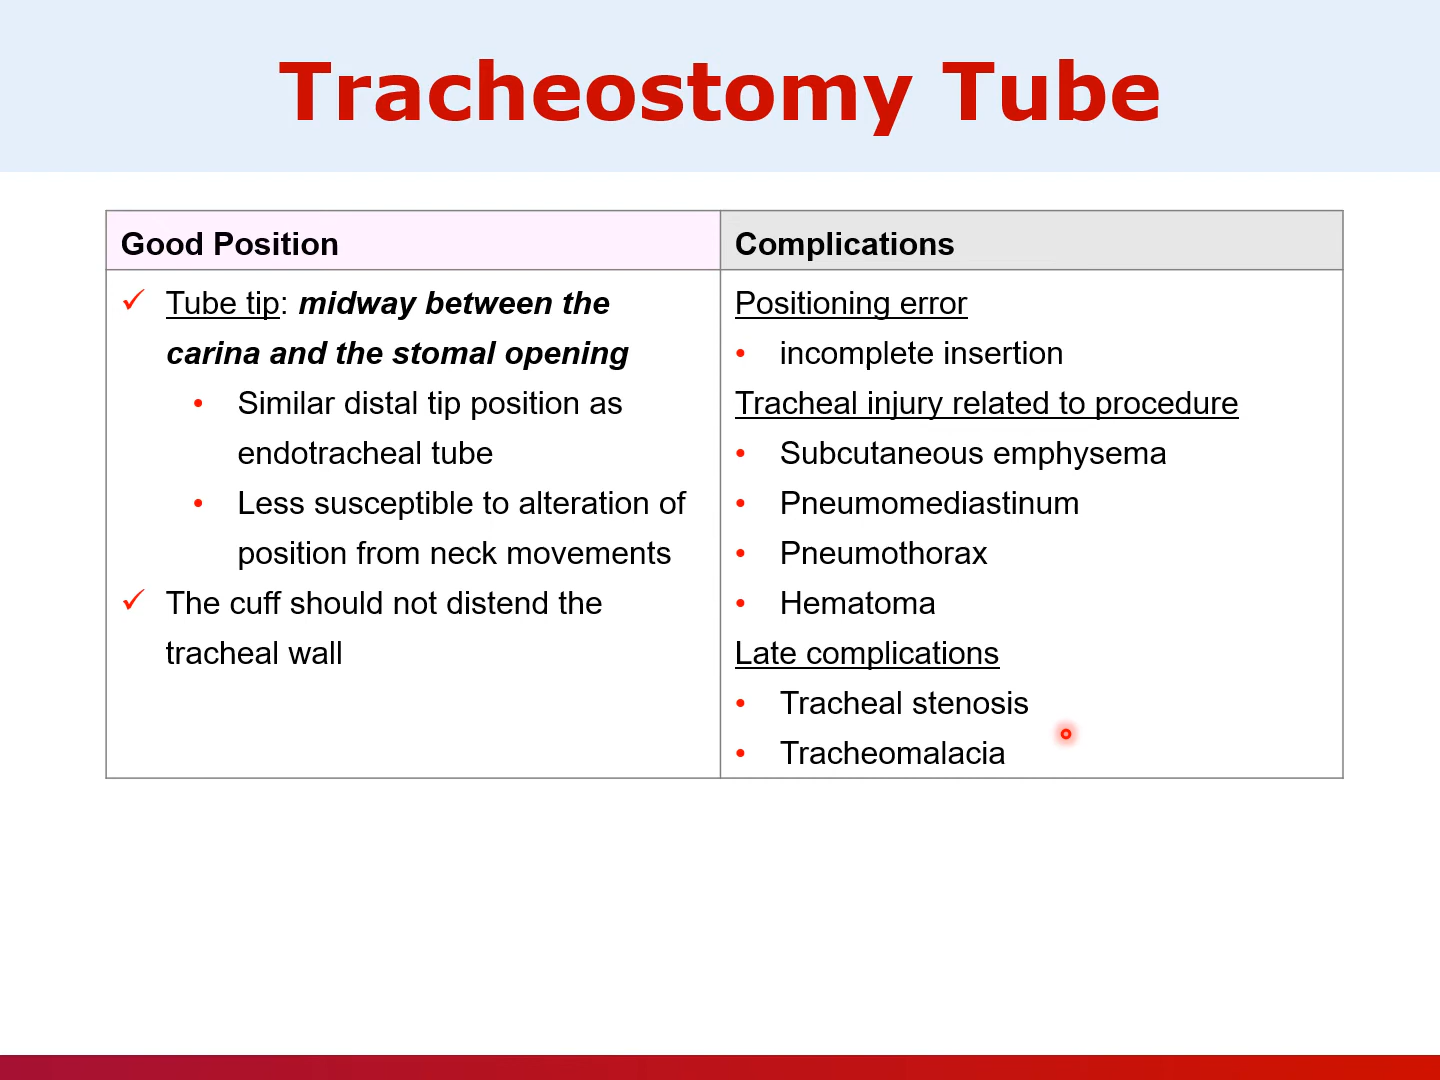 Tracheostomy Tube
Good Position
✓ Tube tip: midway between the
carina and the stomal opening
• Similar distal tip position as
endotracheal tube
• Less susceptible to alteration of
position from neck movements
✓ The cuff should not distend the
tracheal wall
Complications
Positioning error
• incomplete insertion
Tracheal injury related to procedure
• Subcutaneous emphysema
• Pneumomediastinum
• Pneumothorax
• Hematoma
Late complications
• Tracheal stenosis
• Tracheomalacia